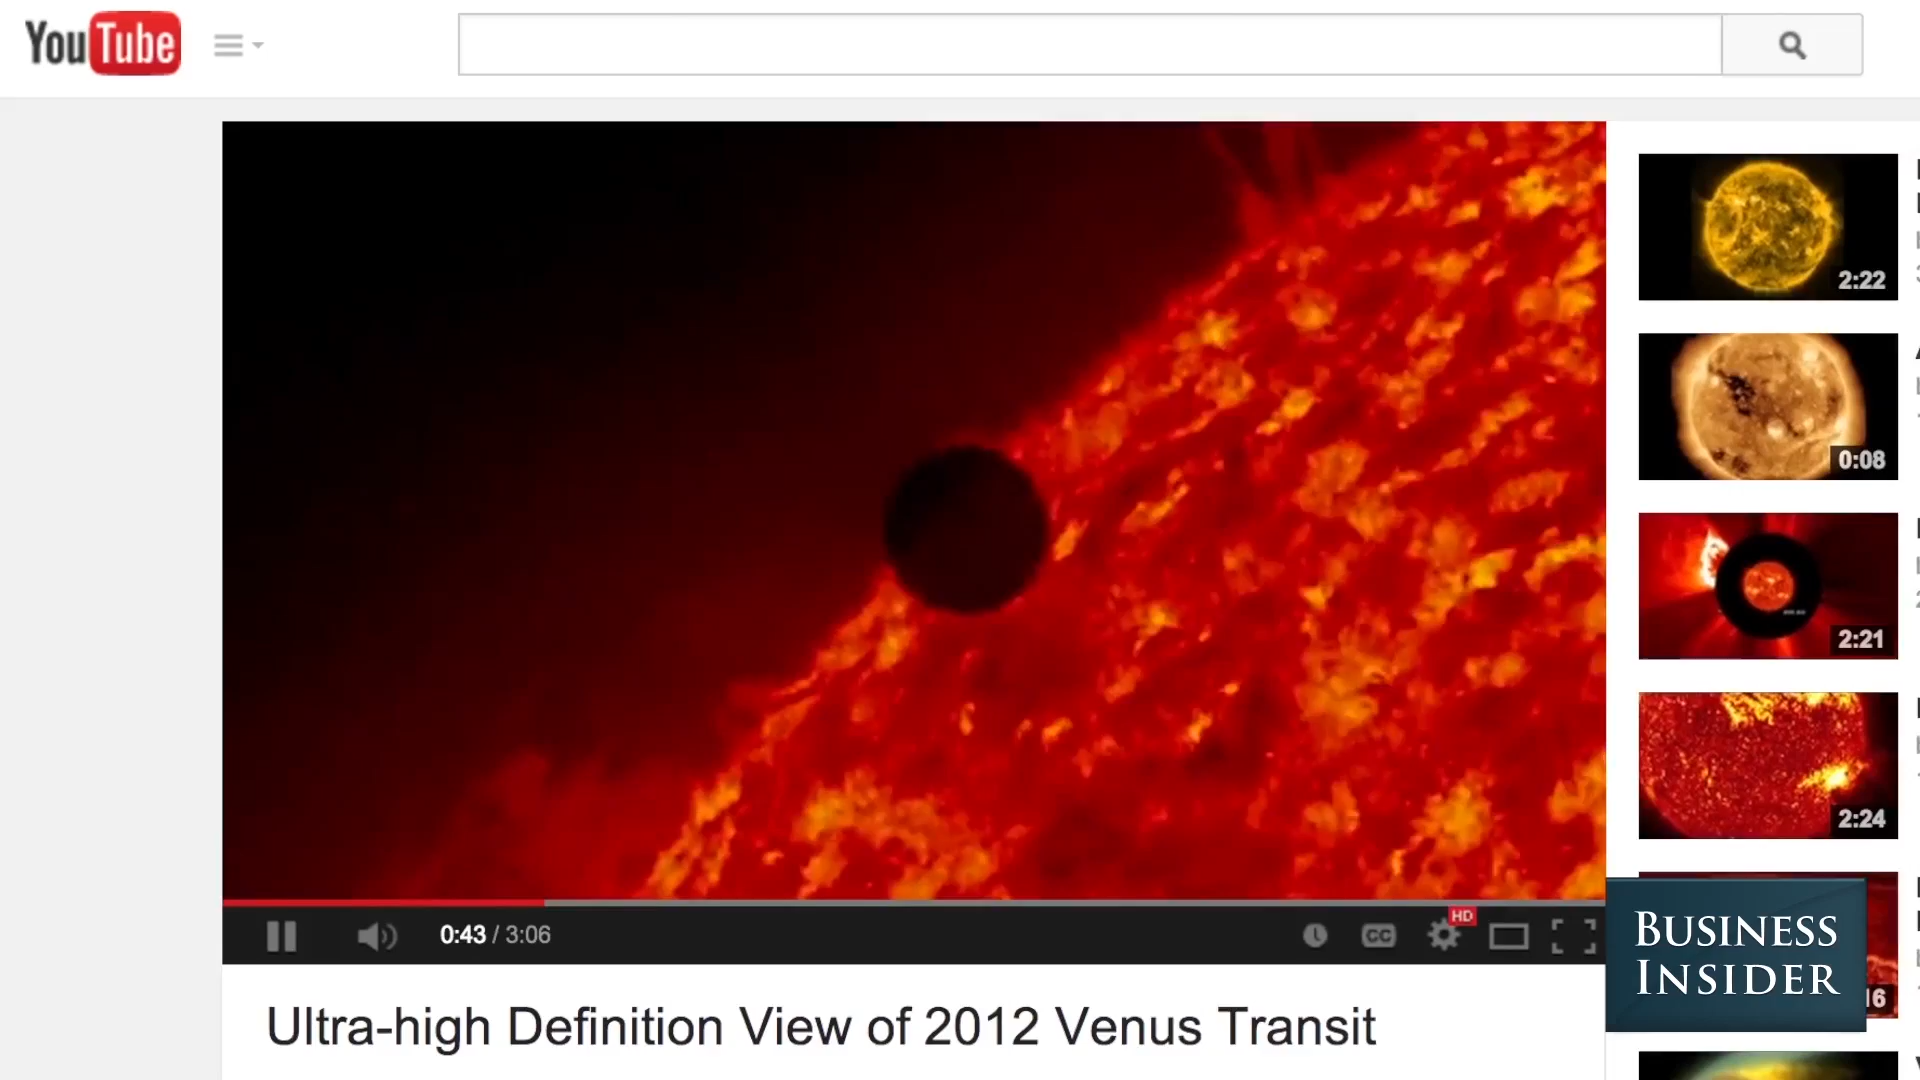 YouTube
2:22
0:08
2:21
2:24
HD
CC
0:43 / 3:06
BUSINESS
INSIDER
16
Ultra-high Definition View of 2012 Venus Transit